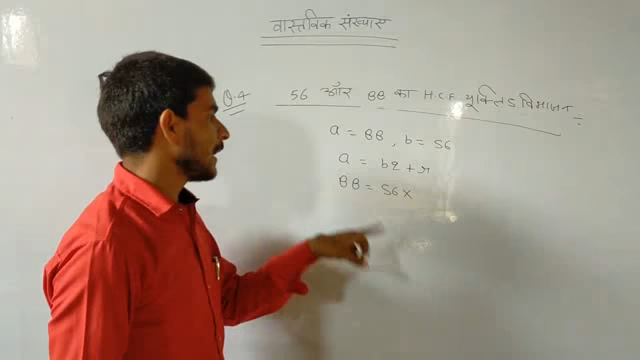 वास्तविक संख्याएं
Q-4 56 और 88 का H.C.F यूक्लिड विभाजन ÷
a = 88, b = 56
a = bq + r
88 = 56 ×